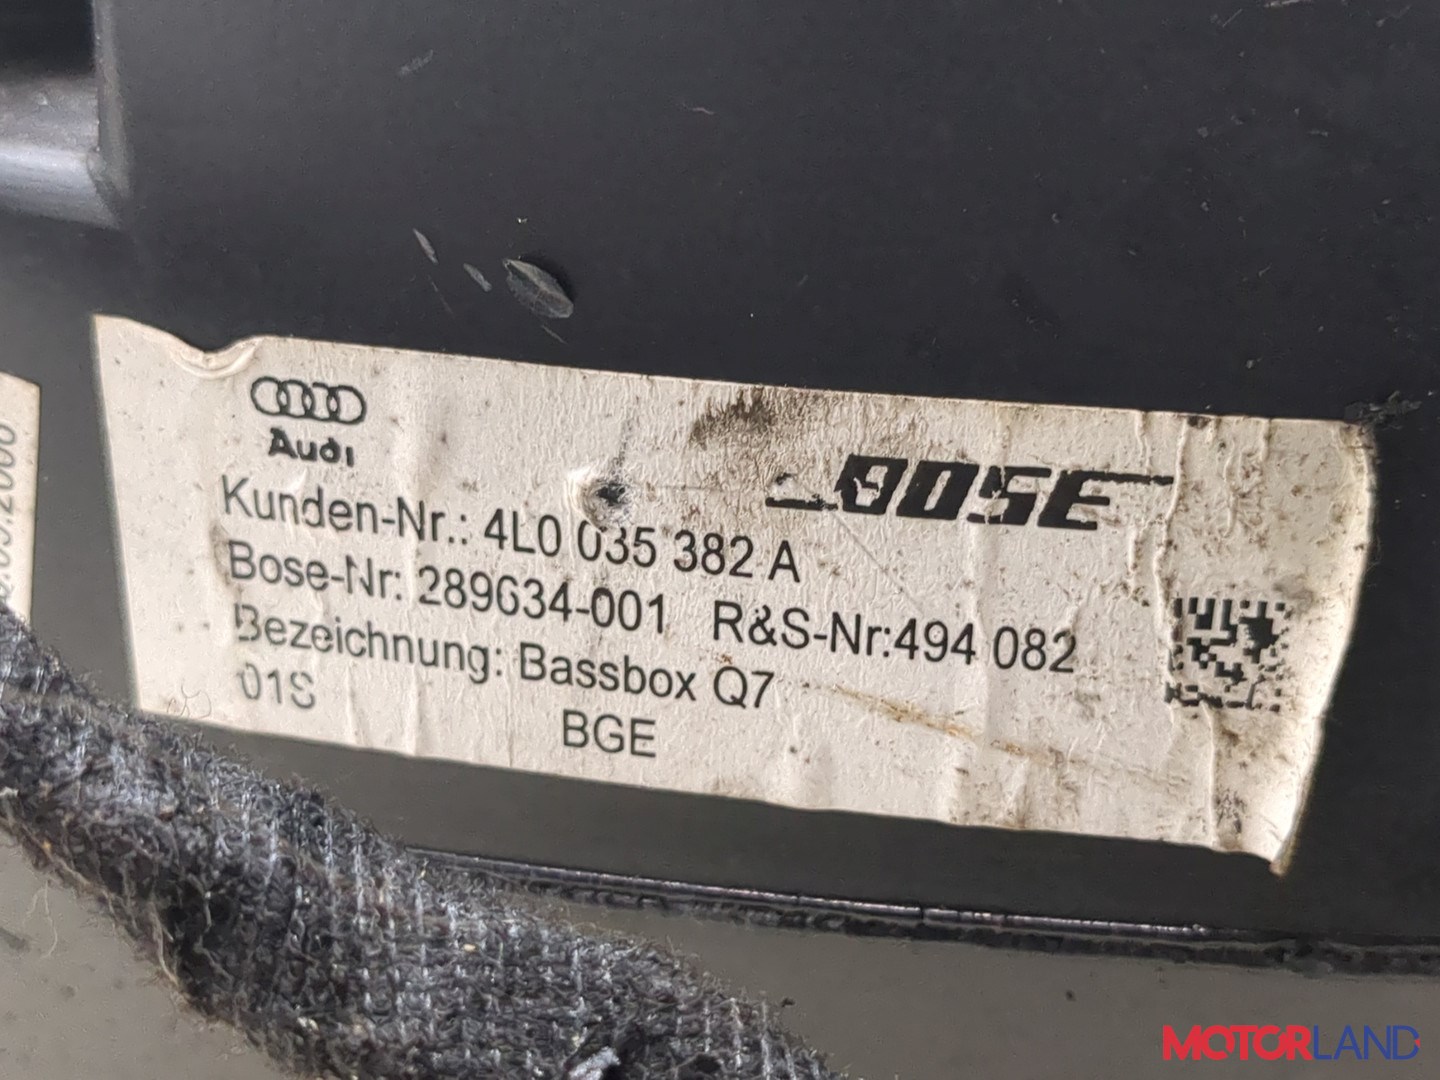 Audi
BOSE
Kunden-Nr.: 4L0 035 382 A
Bose-Nr: 289634-001 R&S-Nr:494 082
Bezeichnung: Bassbox Q7
01S BGE
MOTORLAND